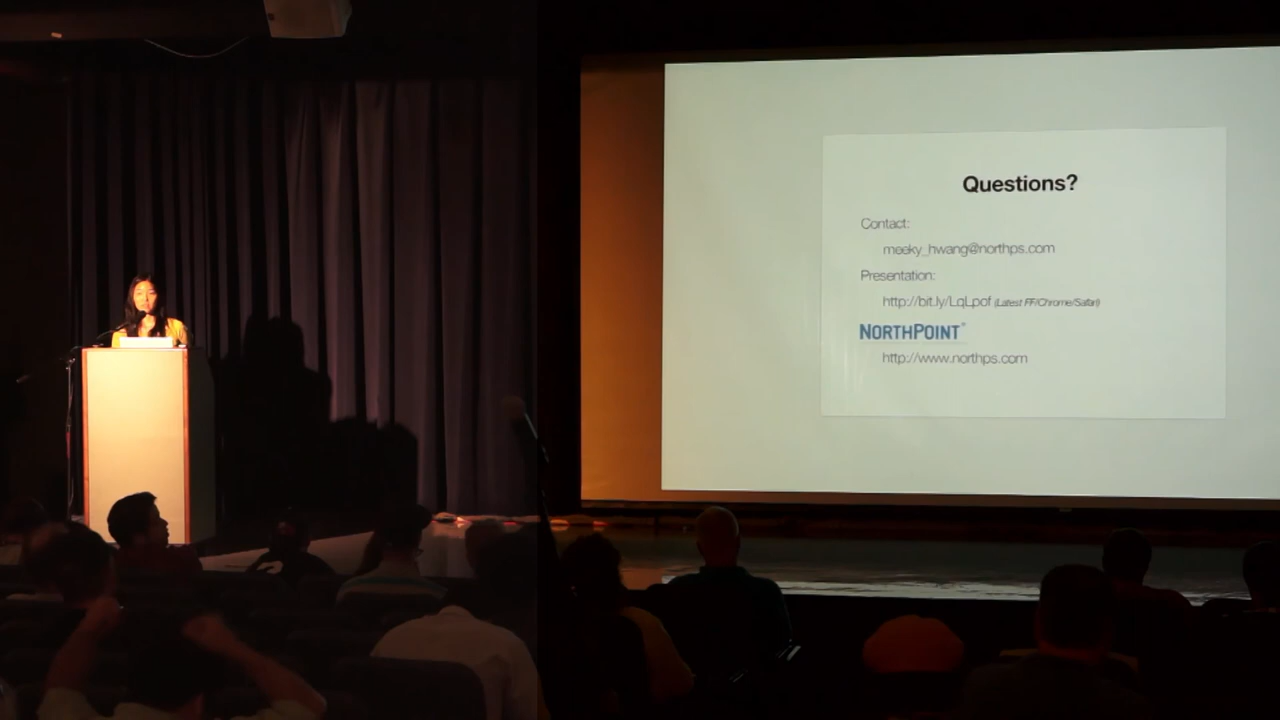 Questions?
Contact:
meeky_hwang@northps.com
Presentation:
http://bit.ly/LqLpof (Latest FF/Chrome/Safari)
NORTHPOINT®
http://www.northps.com